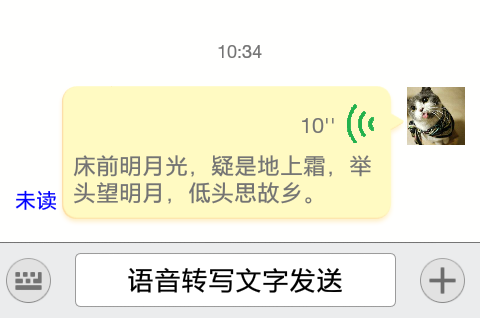 10:34
10''
床前明月光，疑是地上霜，举
头望明月，低头思故乡。
未读
语音转写文字发送